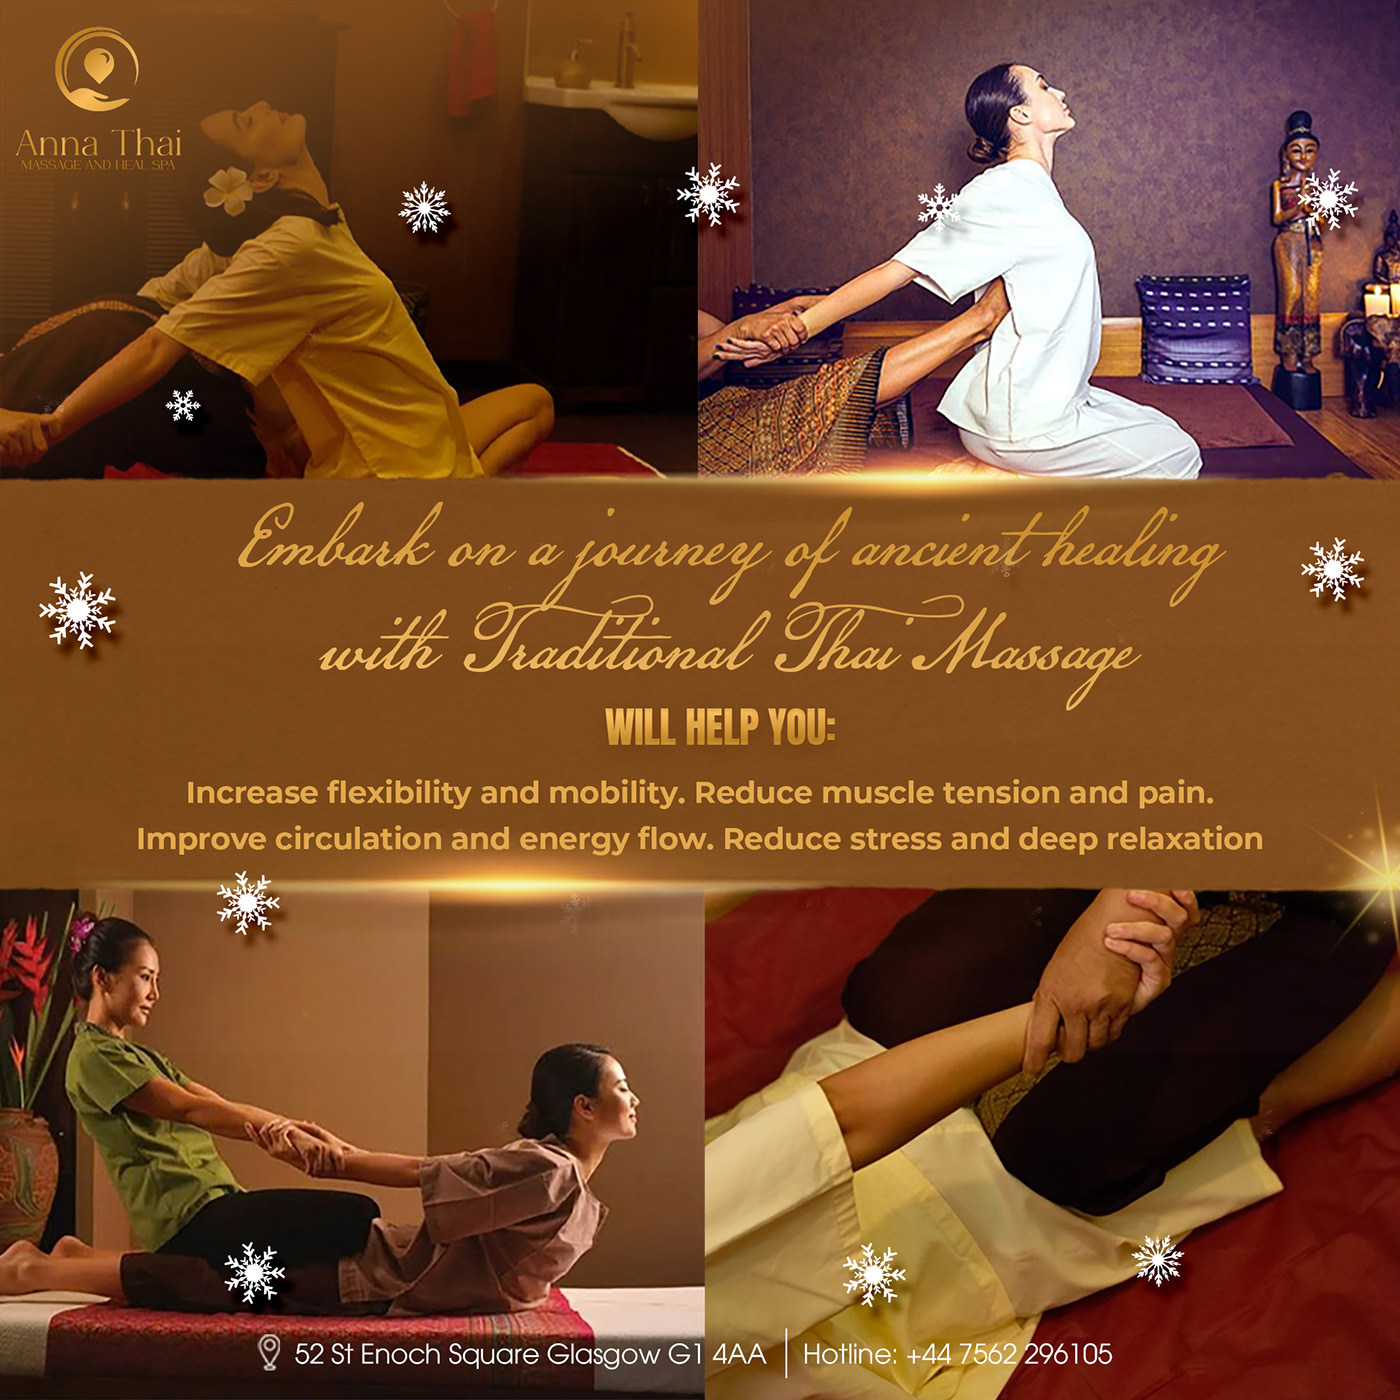 Anna Thai
MASSAGE AND HEAL SPA
Embark on a journey of ancient healing
with Traditional Thai Massage
WILL HELP YOU:
Increase flexibility and mobility. Reduce muscle tension and pain.
Improve circulation and energy flow. Reduce stress and deep relaxation
52 St Enoch Square Glasgow G1 4AA | Hotline: +44 7562 296105